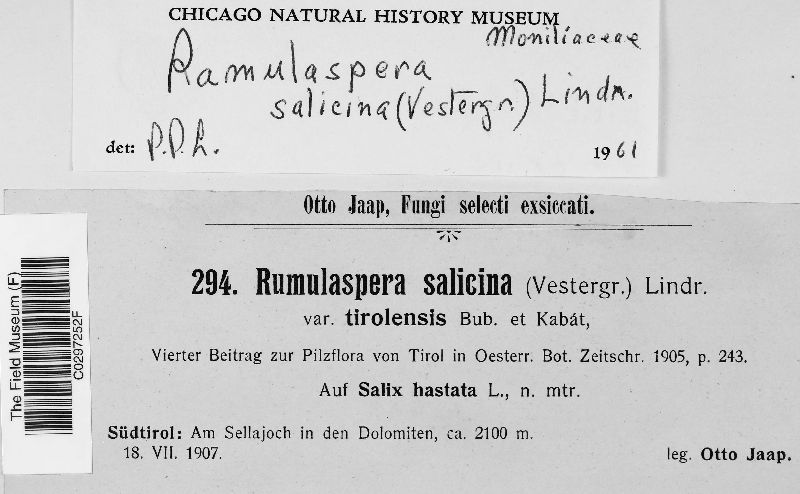 CHICAGO NATURAL HISTORY MUSEUM
Moniliaceae
Ramulaspera
salicina (Vestergr.) Lindr.
det: P.D.L. 1961
Otto Jaap, Fungi selecti exsiccati.
294. Rumulaspera salicina (Vestergr.) Lindr.
var. tirolensis Bub. et Kabát,
Vierter Beitrag zur Pilzflora von Tirol in Oesterr. Bot. Zeitschr. 1905, p. 243.
Auf Salix hastata L., n. mtr.
Südtirol: Am Sellajoch in den Dolomiten, ca. 2100 m.
18. VII. 1907.
leg. Otto Jaap.
The Field Museum (F)
C0297252F